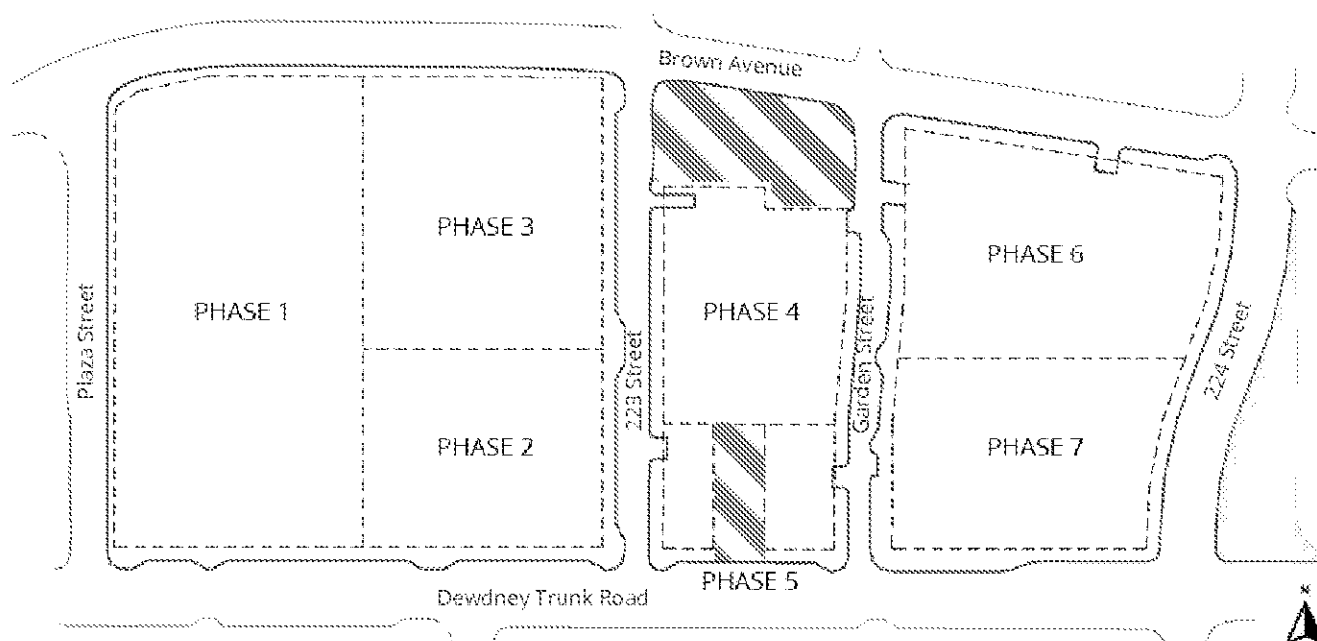 Brown Avenue
PHASE 3
PHASE 6
PHASE 1
PHASE 4
Plaza Street
223 Street
Garden Street
224 Street
PHASE 2
PHASE 7
PHASE 5
Dewdney Trunk Road
N